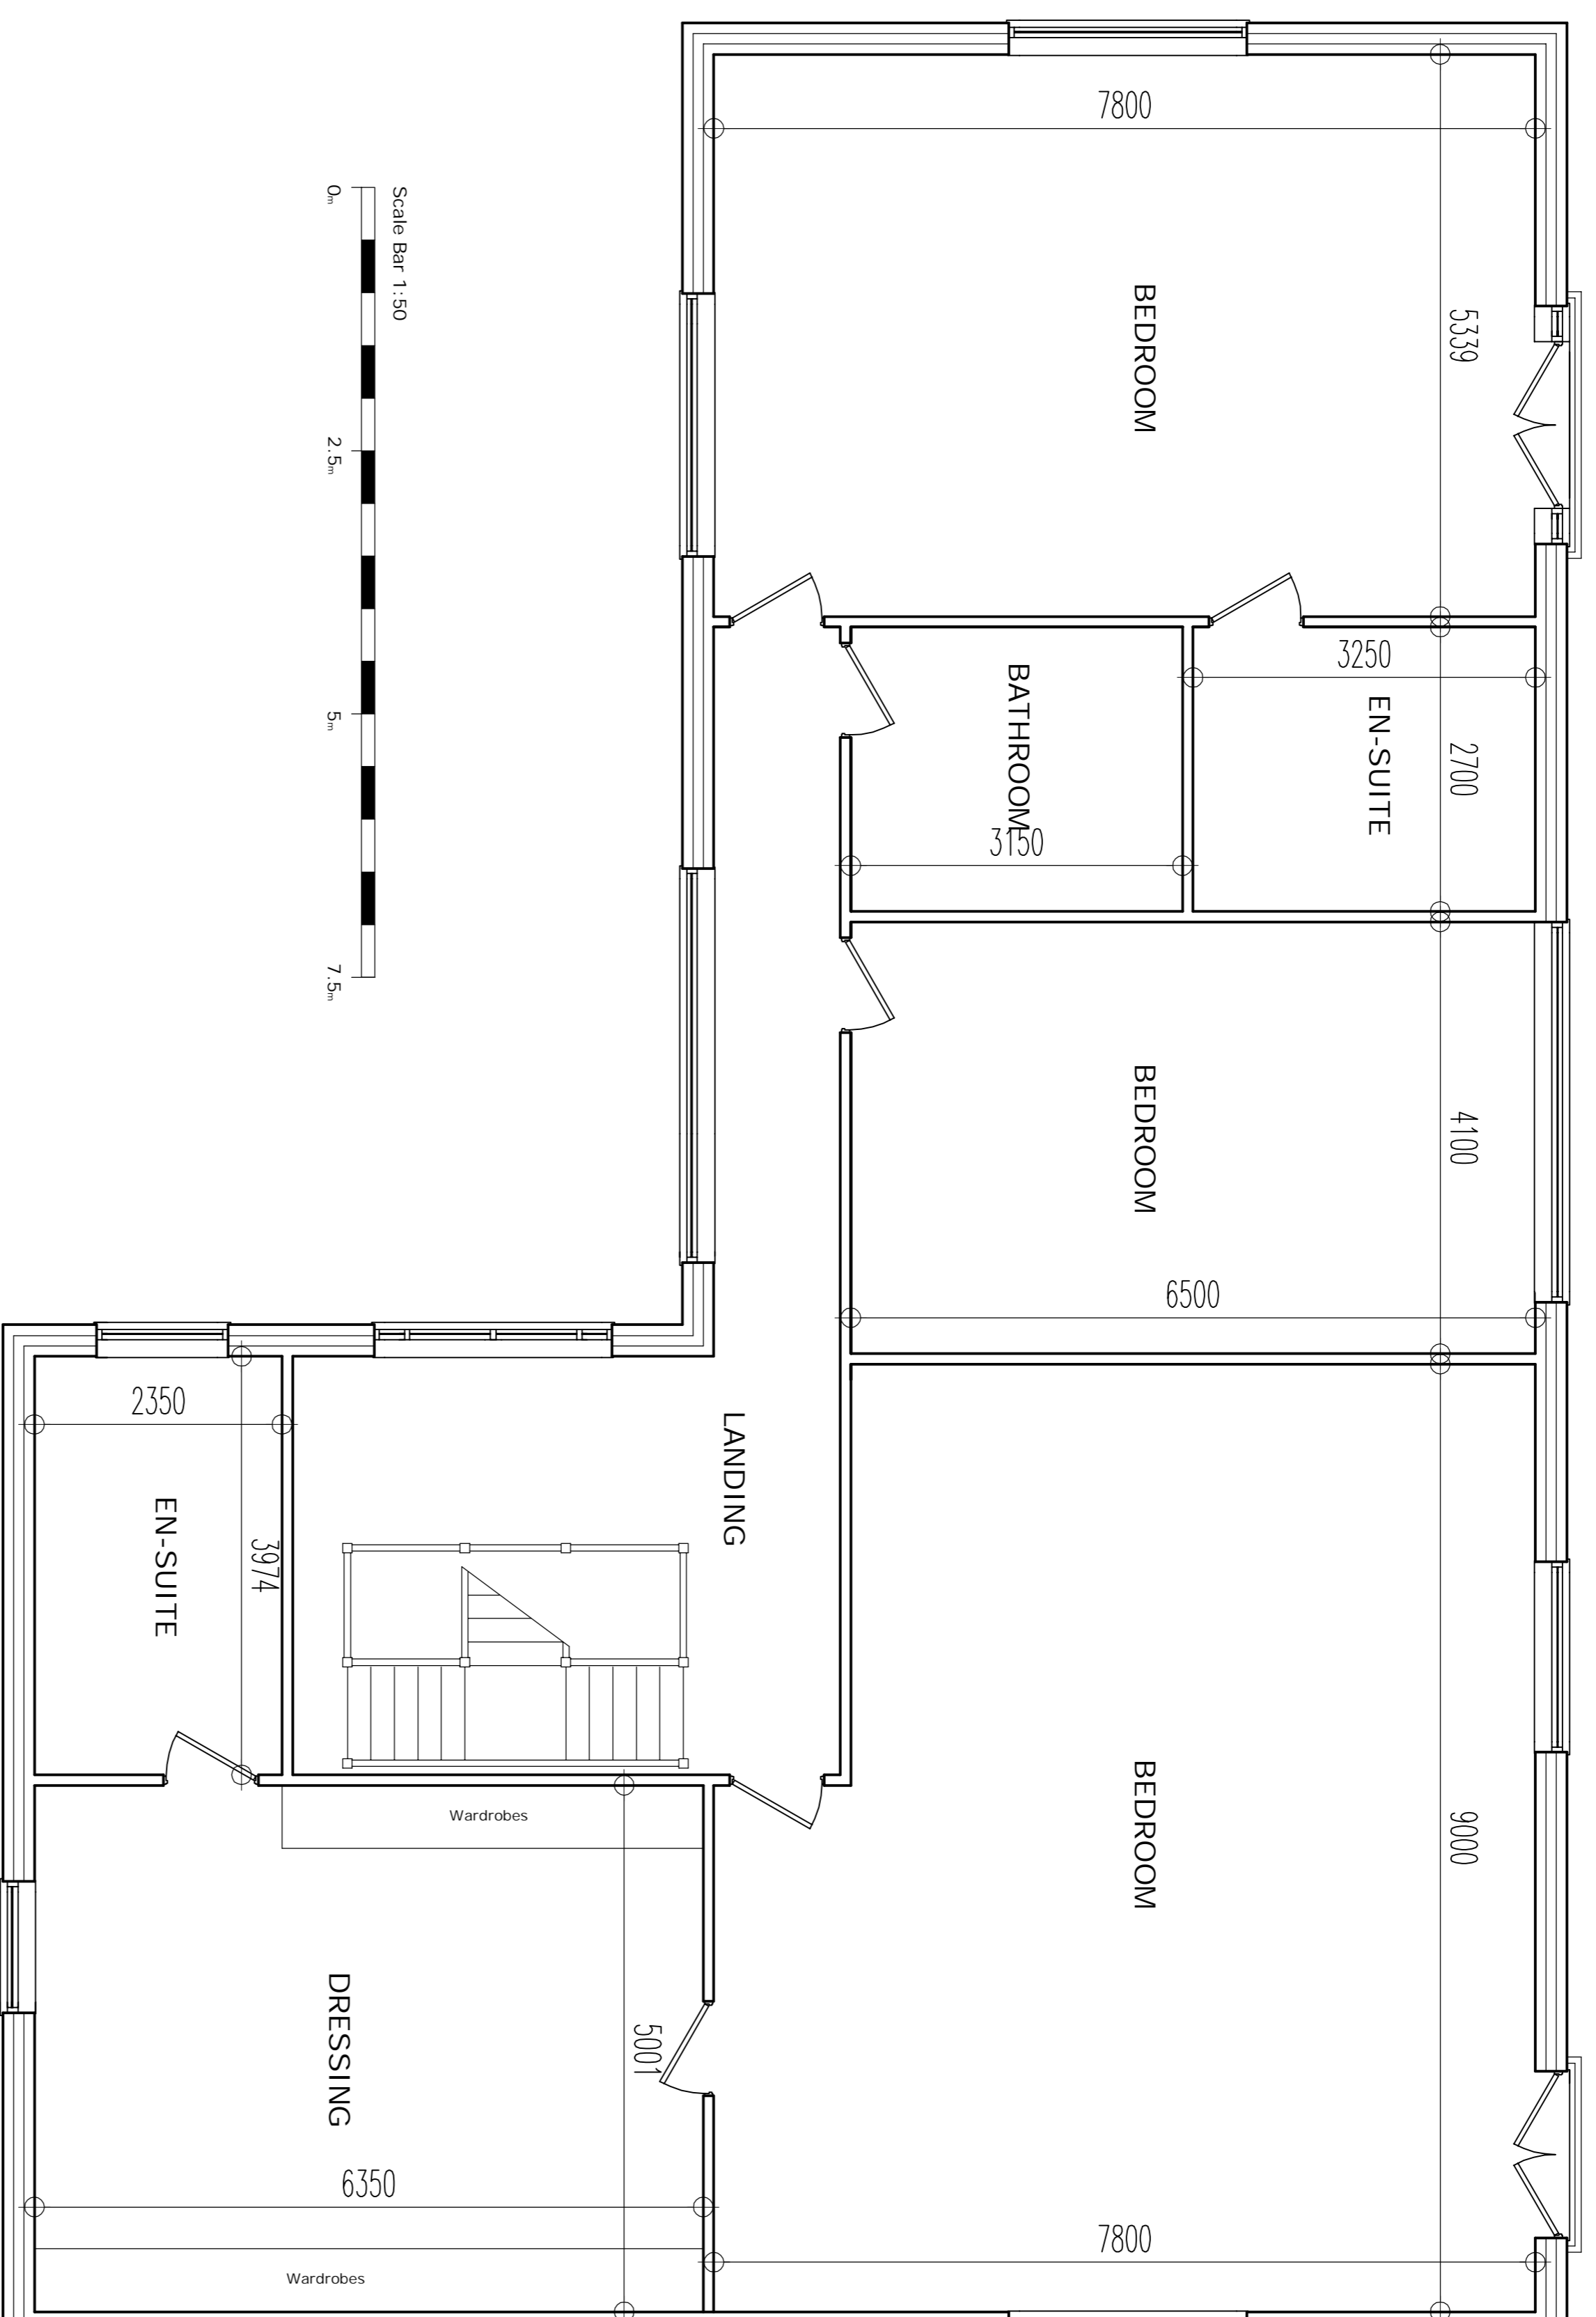 7800
BEDROOM
5339
Scale Bar 1:50
0m
2.5m
5m
7.5m
3250
EN-SUITE
2700
BATHROOM
3150
BEDROOM
4100
6500
LANDING
2350
EN-SUITE
3974
BEDROOM
9000
Wardrobes
DRESSING
5001
6350
7800
Wardrobes